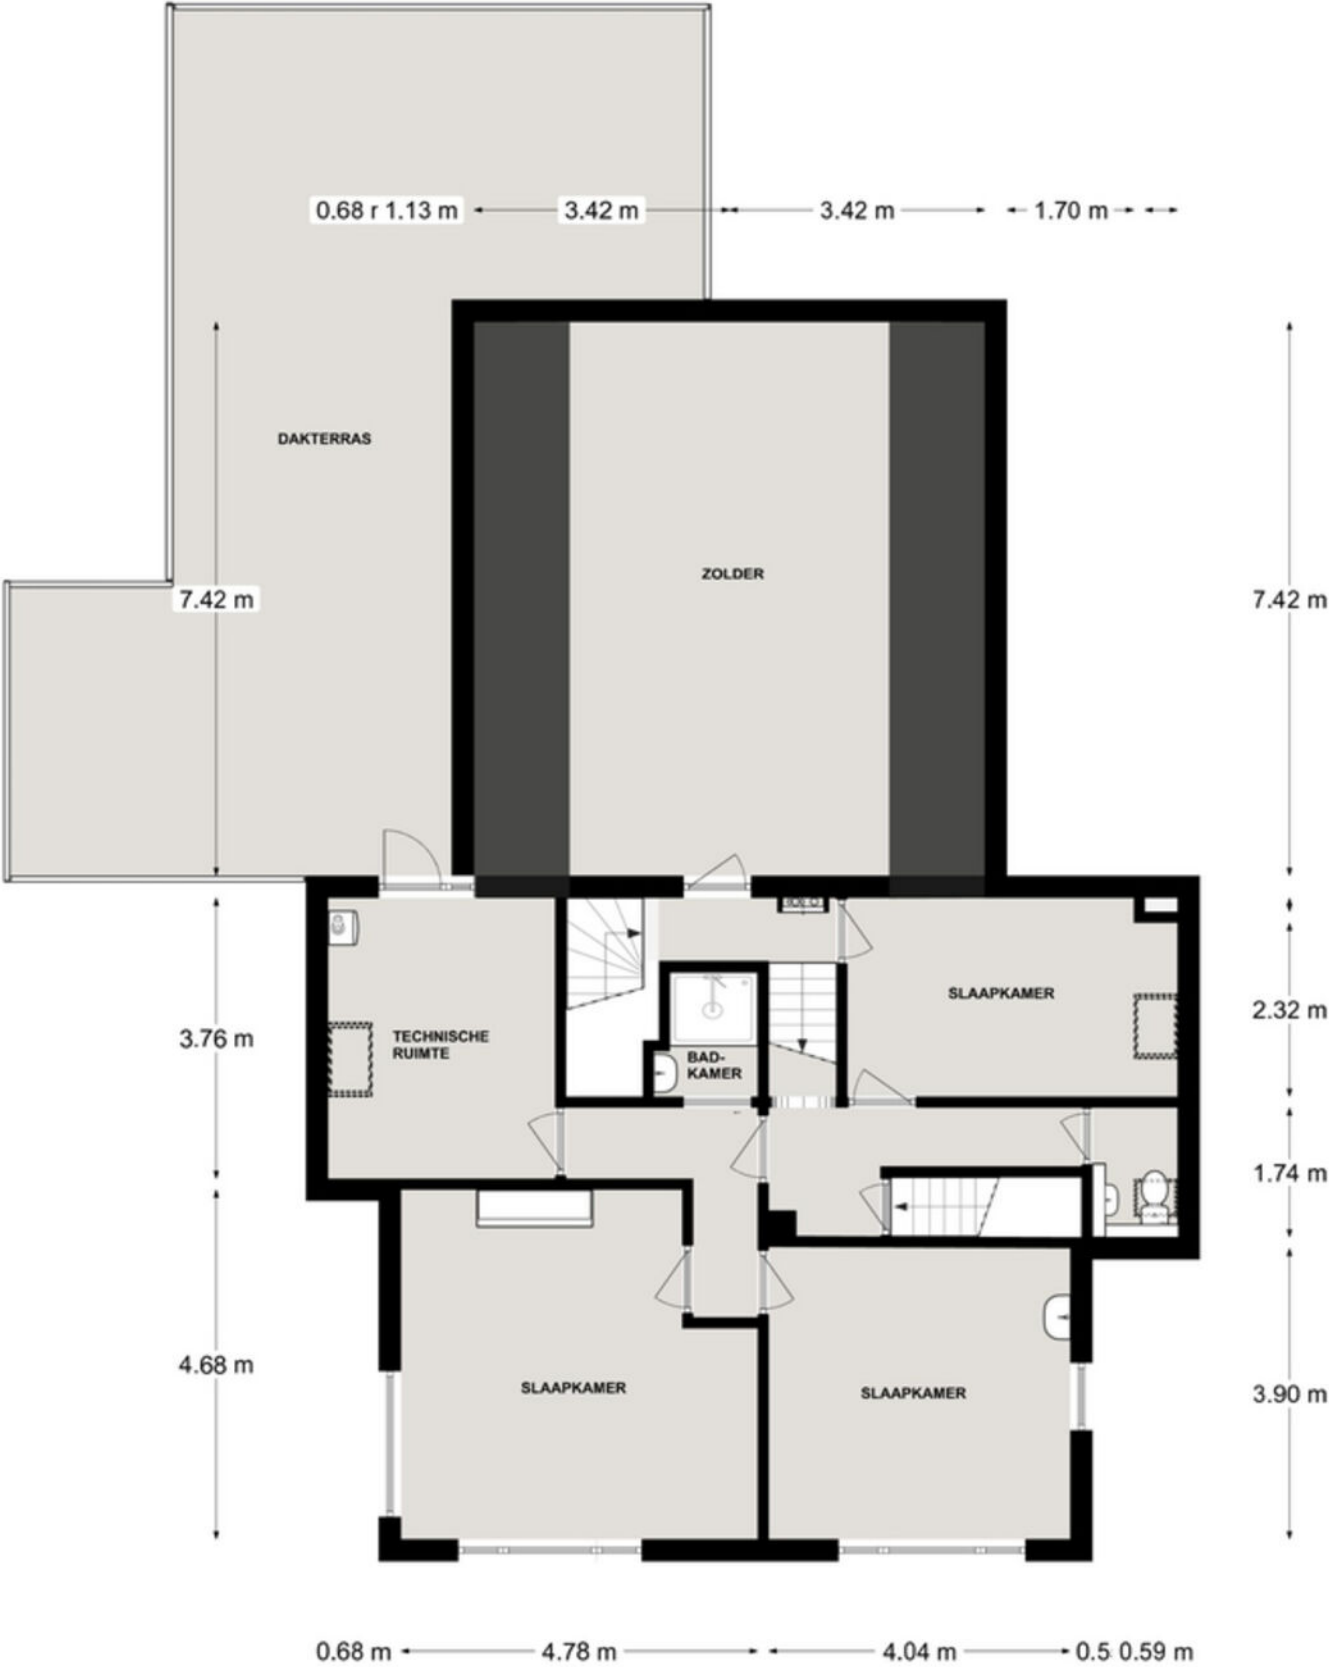 0.68 r 1.13 m
3.42 m
3.42 m
1.70 m
DAKTERRAS
ZOLDER
7.42 m
7.42 m
SLAAPKAMER
2.32 m
3.76 m
TECHNISCHE
RUIMTE
BAD-
KAMER
1.74 m
4.68 m
SLAAPKAMER
SLAAPKAMER
3.90 m
0.68 m
4.78 m
4.04 m
0.5 0.59 m